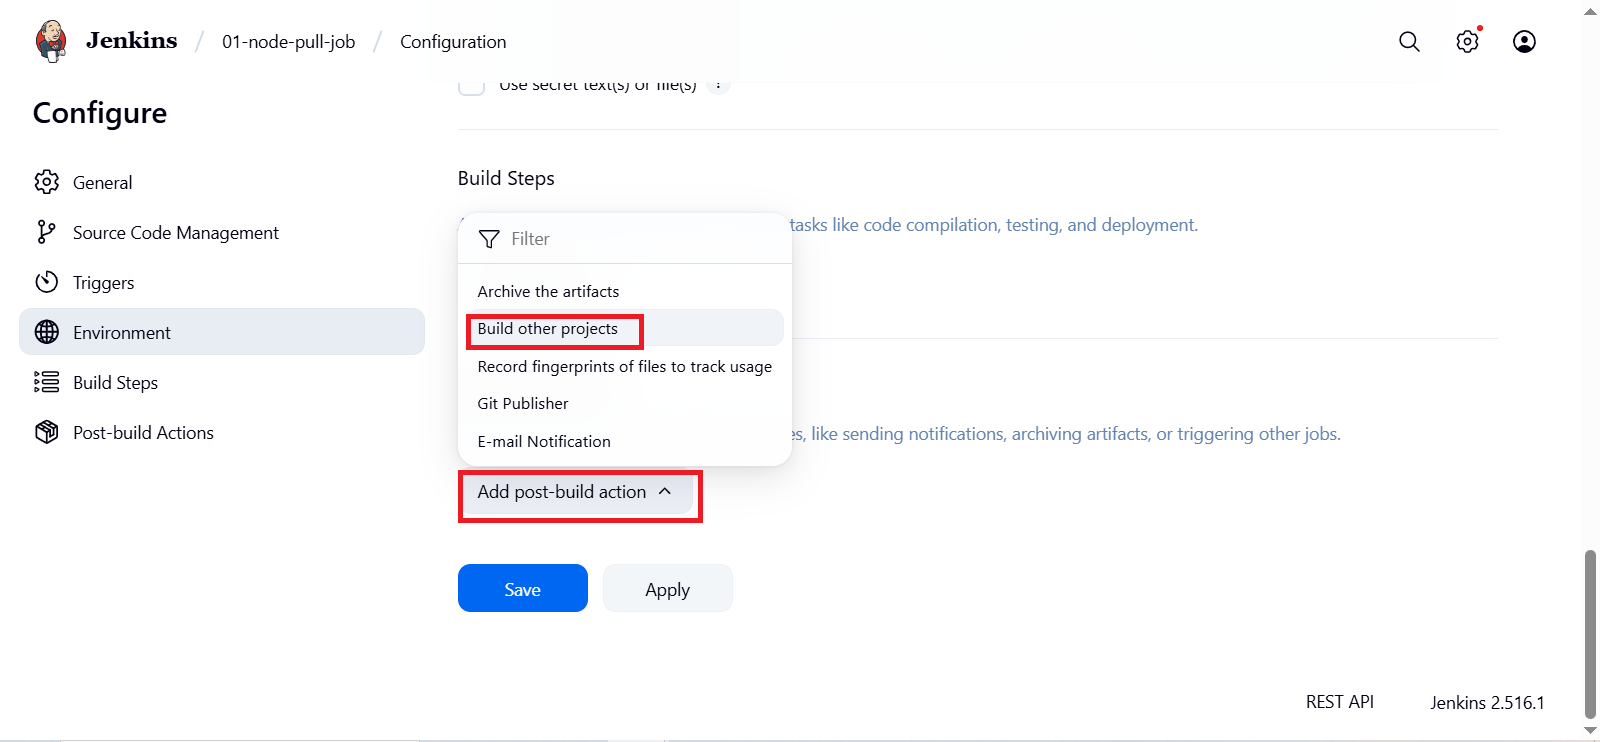 Jenkins / 01-node-pull-job / Configuration
Configure
General
Source Code Management
Triggers
Environment
Build Steps
Post-build Actions
Use secret text(s) or file(s) ?
Build Steps
tasks like code compilation, testing, and deployment.
Filter
Archive the artifacts
Build other projects
Record fingerprints of files to track usage
Git Publisher
E-mail Notification
es, like sending notifications, archiving artifacts, or triggering other jobs.
Add post-build action
Save
Apply
REST API
Jenkins 2.516.1